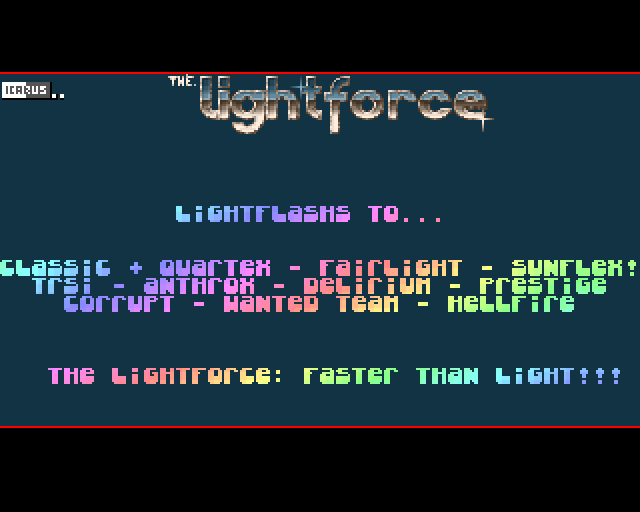 ICARUS..
THE. lightforce
LiGHTFLASHS TO...
CLASSiC + QUARTEX - FAiRLiGHT - SUNFLEX!
TRSi - ANTHROX - DELiRiUM - PRESTiGE
CORRUPT - WANTED TEAM - HELLFiRE
THE LiGHTFORCE: FASTER THAN LiGHT!!!